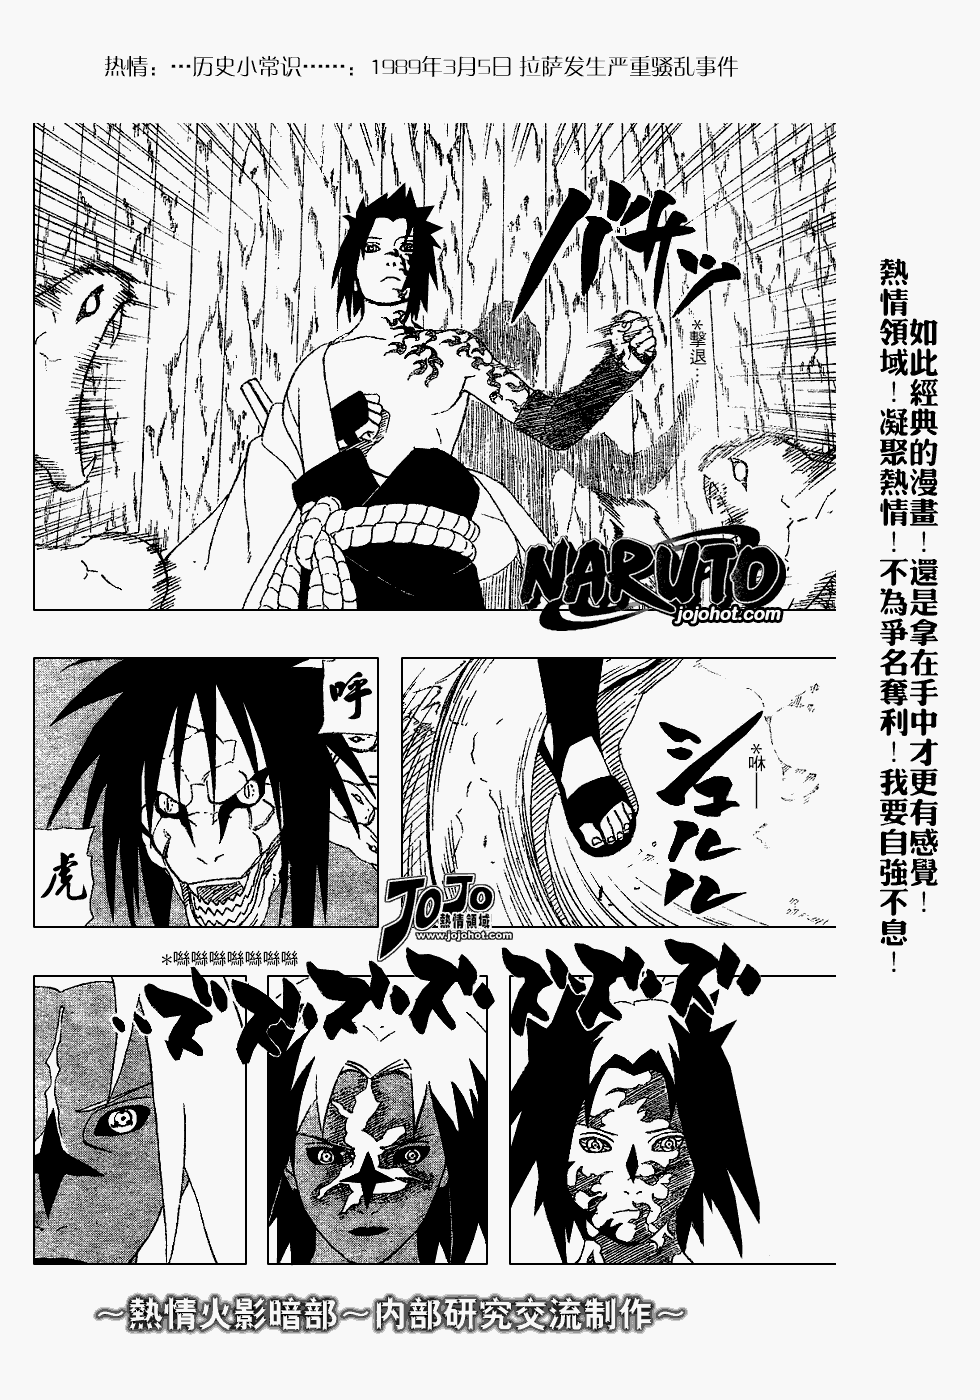 热情：…历史小常识……：1989年3月5日 拉萨发生严重骚乱事件
バサッ
*擊退…
如此經典的漫畫！還是拿在手中才更有感覺！
熱情領域！凝聚熱情！不為爭名奪利！我要自強不息！
NARUTO
jojohot.com
シュルル
*咻——
呼
虎
JOJO
熱情領域
www.jojohot.com
*噝噝噝噝噝噝噝
ズズズズズズ
～熱情火影暗部～内部研究交流制作～